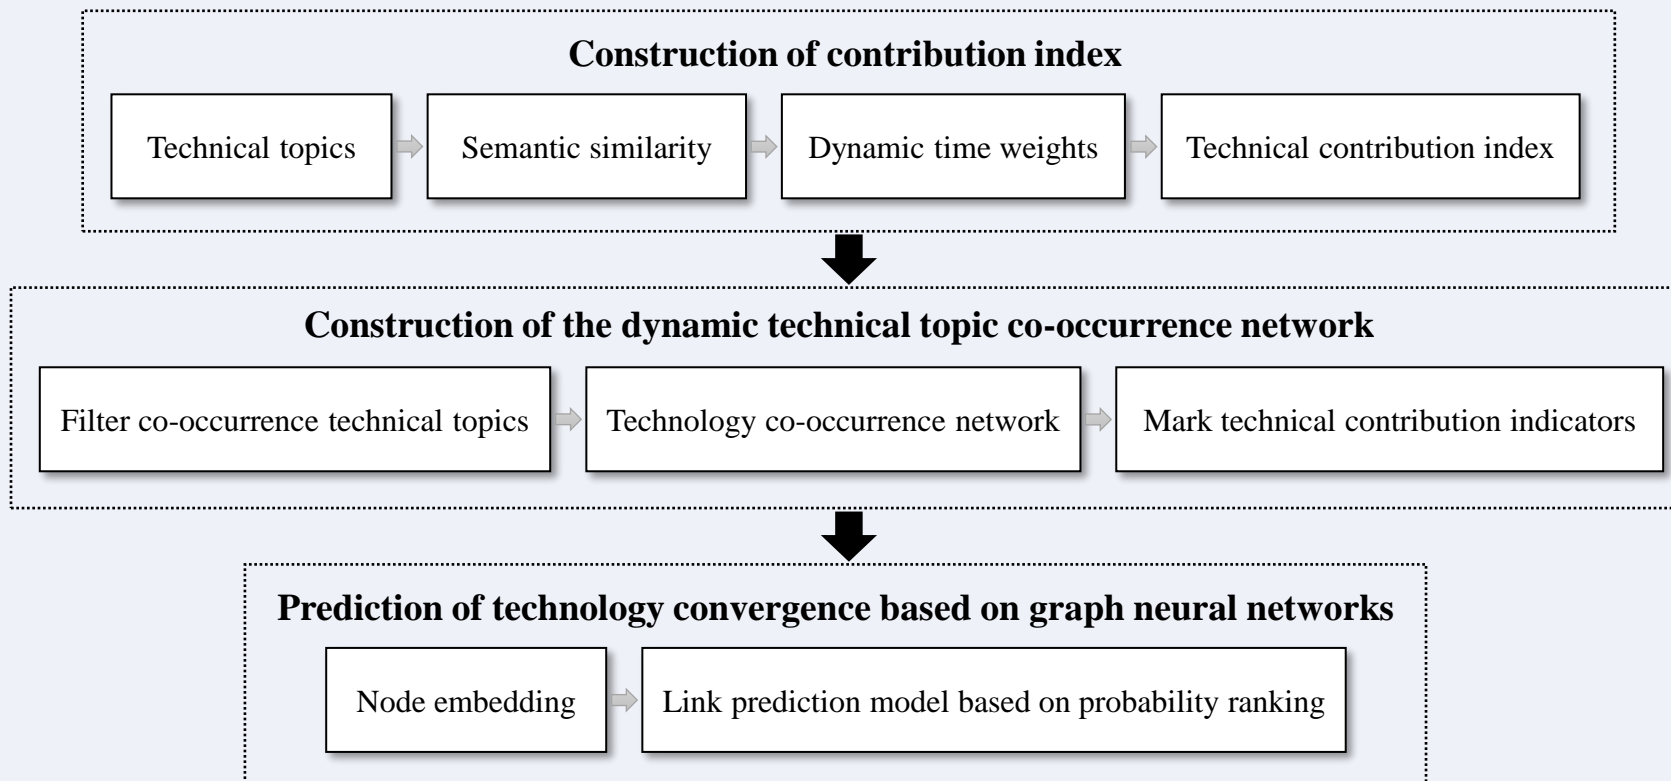 Construction of contribution index
Technical topics
Semantic similarity
Dynamic time weights
Technical contribution index
Construction of the dynamic technical topic co-occurrence network
Filter co-occurrence technical topics
Technology co-occurrence network
Mark technical contribution indicators
Prediction of technology convergence based on graph neural networks
Node embedding
Link prediction model based on probability ranking